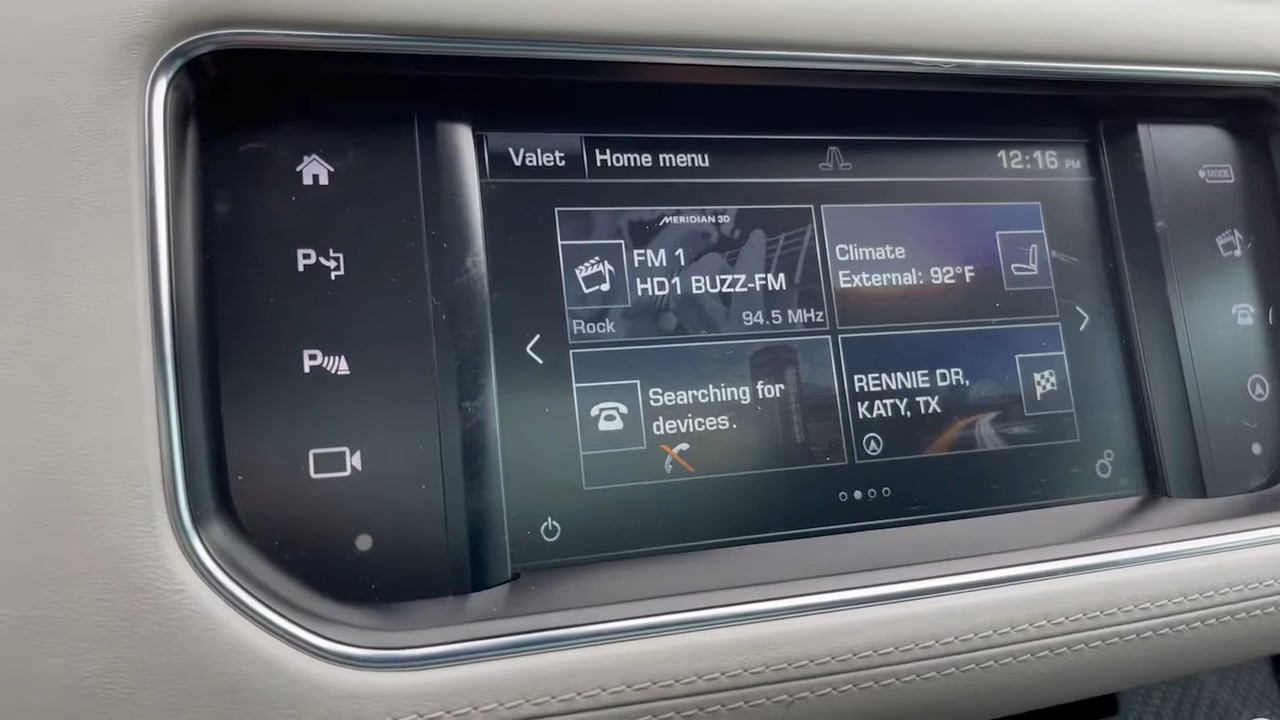 Valet
Home menu
12:16 PM
MERIDIAN 3D
FM 1
HD1 BUZZ-FM
Rock
94.5 MHz
Climate
External: 92°F
Searching for
devices.
RENNIE DR,
KATY, TX
P
P
MODE